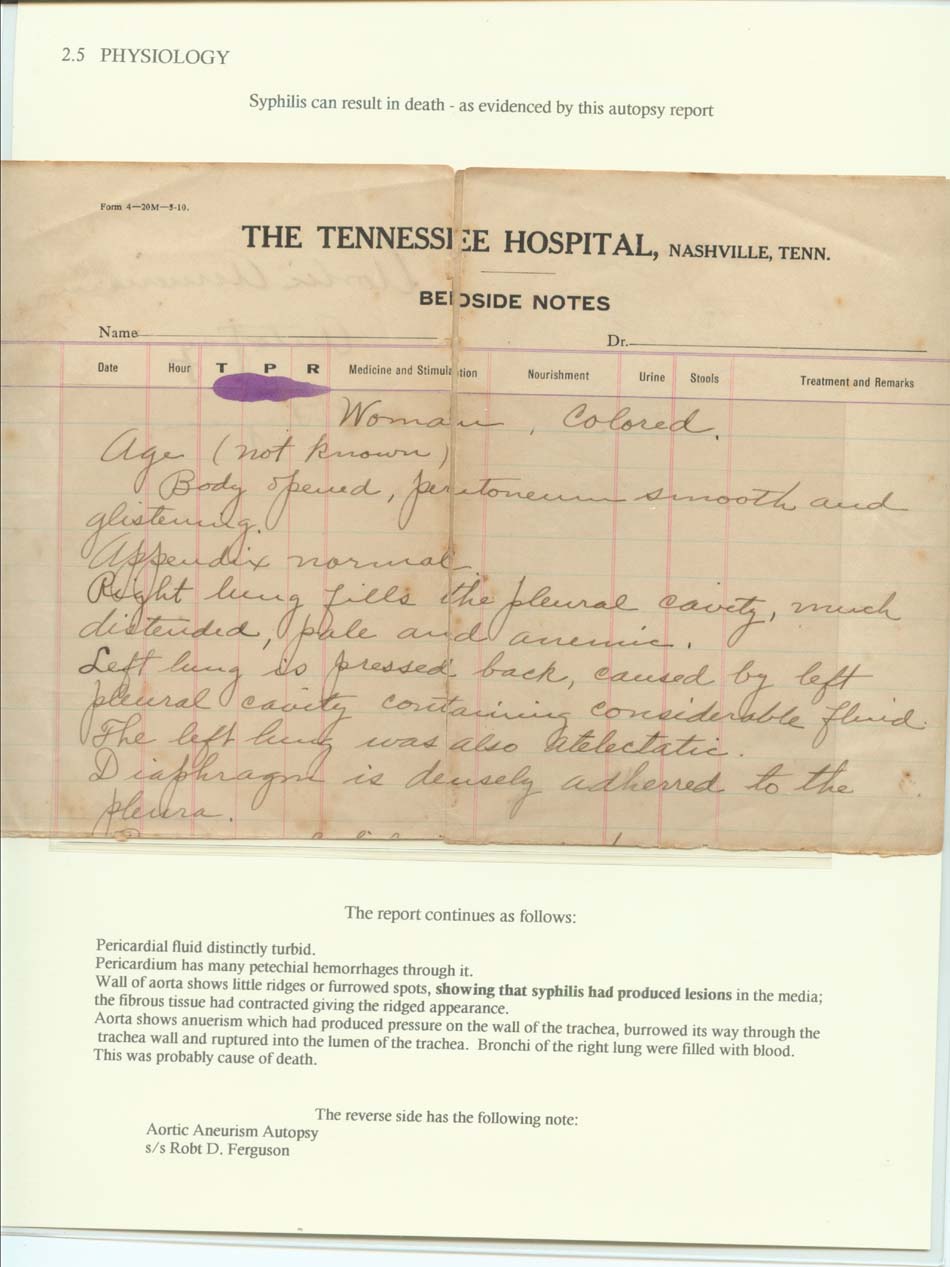 2.5 PHYSIOLOGY
Syphilis can result in death - as evidenced by this autopsy report
Form 4—20M—5-10.
THE TENNESSEE HOSPITAL, NASHVILLE, TENN.
BEDSIDE NOTES
Name Dr.
Date Hour T P R Medicine and Stimulation Nourishment Urine Stools Treatment and Remarks
Woman, Colored.
Age (not known)
Body opened, peritoneum smooth and
glistening.
Appendix normal.
Right lung fills the pleural cavity, much
distended, pale and anemic.
Left lung is pressed back, caused by left
pleural cavity containing considerable fluid.
The left lung was also atelectatic.
Diaphragm is densely adherred to the
pleura.
The report continues as follows:
Pericardial fluid distinctly turbid.
Pericardium has many petechial hemorrhages through it.
Wall of aorta shows little ridges or furrowed spots, showing that syphilis had produced lesions in the media;
the fibrous tissue had contracted giving the ridged appearance.
Aorta shows anuerism which had produced pressure on the wall of the trachea, burrowed its way through the
trachea wall and ruptured into the lumen of the trachea. Bronchi of the right lung were filled with blood.
This was probably cause of death.
The reverse side has the following note:
Aortic Aneurism Autopsy
s/s Robt D. Ferguson